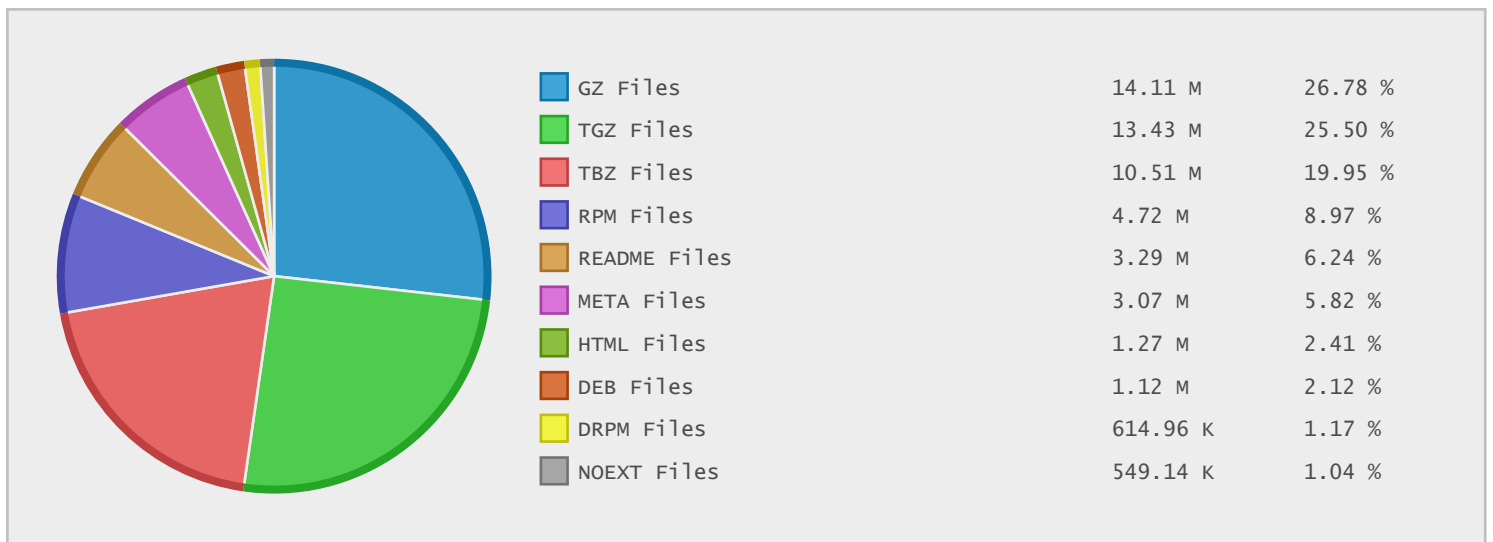 GZ Files 14.11 M 26.78 %
TGZ Files 13.43 M 25.50 %
TBZ Files 10.51 M 19.95 %
RPM Files 4.72 M 8.97 %
README Files 3.29 M 6.24 %
META Files 3.07 M 5.82 %
HTML Files 1.27 M 2.41 %
DEB Files 1.12 M 2.12 %
DRPM Files 614.96 K 1.17 %
NOEXT Files 549.14 K 1.04 %